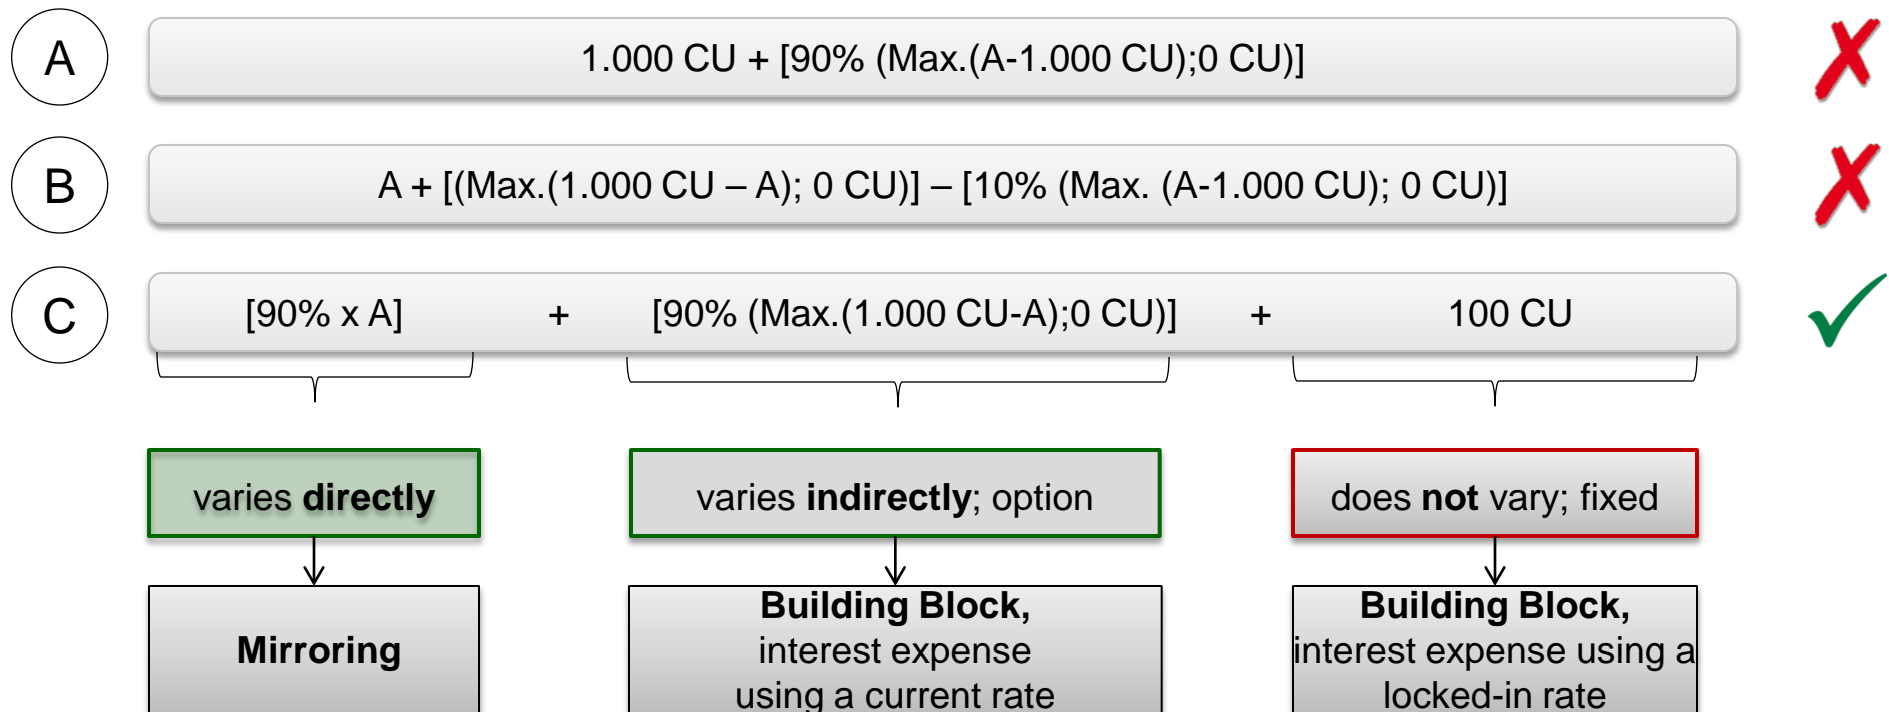 A
1.000 CU + [90% (Max.(A-1.000 CU);0 CU)]
B
A + [(Max.(1.000 CU – A); 0 CU)] – [10% (Max. (A-1.000 CU); 0 CU)]
C
[90% x A] + [90% (Max.(1.000 CU-A);0 CU)] + 100 CU
varies directly
varies indirectly; option
does not vary; fixed
Mirroring
Building Block,
interest expense
using a current rate
Building Block,
interest expense using a
locked-in rate